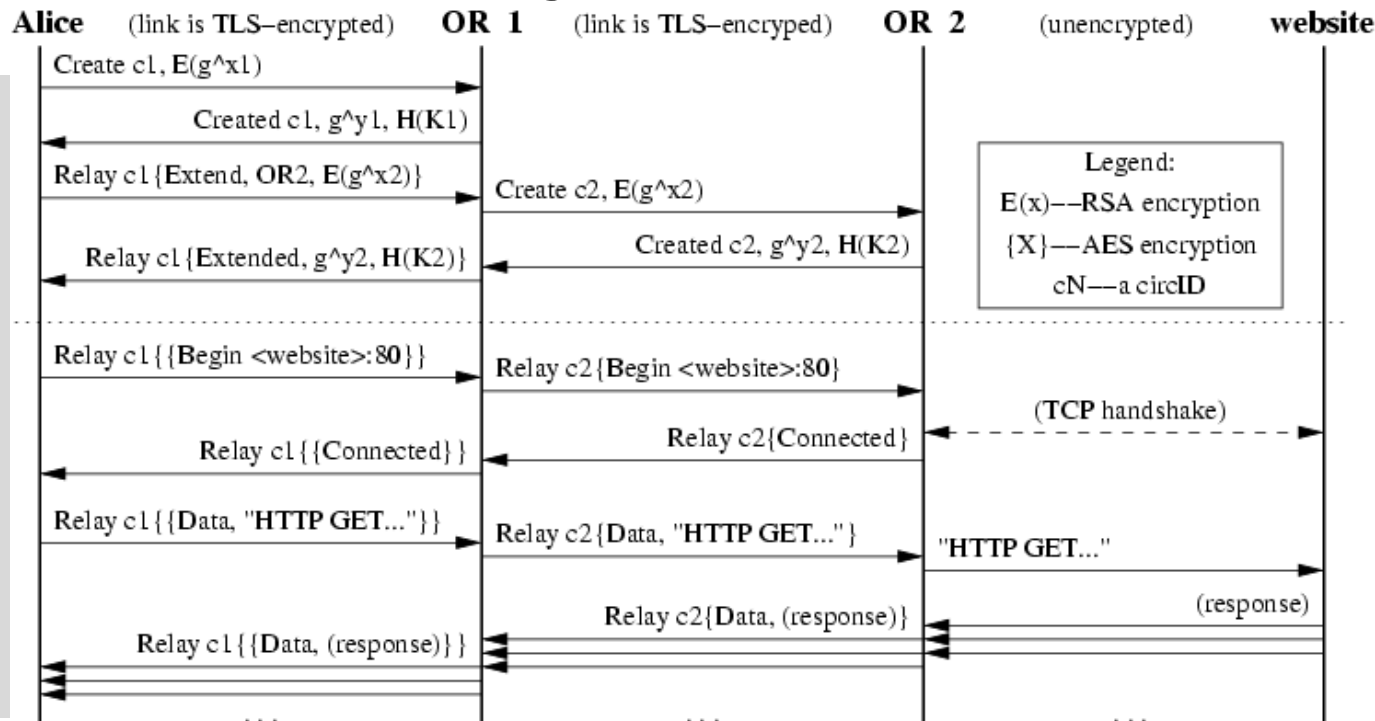 Alice (link is TLS–encrypted) OR 1 (link is TLS–encryped) OR 2 (unencrypted) website
Create c1, E(g^x1)
Created c1, g^y1, H(K1)
Relay c1{Extend, OR2, E(g^x2)}
Create c2, E(g^x2)
Created c2, g^y2, H(K2)
Relay c1{Extended, g^y2, H(K2)}
Legend:
E(x)––RSA encryption
{X}––AES encryption
cN––a circID
Relay c1{{Begin <website>:80}}
Relay c2{Begin <website>:80}
(TCP handshake)
Relay c2{Connected}
Relay c1{{Connected}}
Relay c1{{Data, "HTTP GET..."}}
Relay c2{Data, "HTTP GET..."}
"HTTP GET..."
(response)
Relay c2{Data, (response)}
Relay c1{{Data, (response)}}
. . . . . . . . .